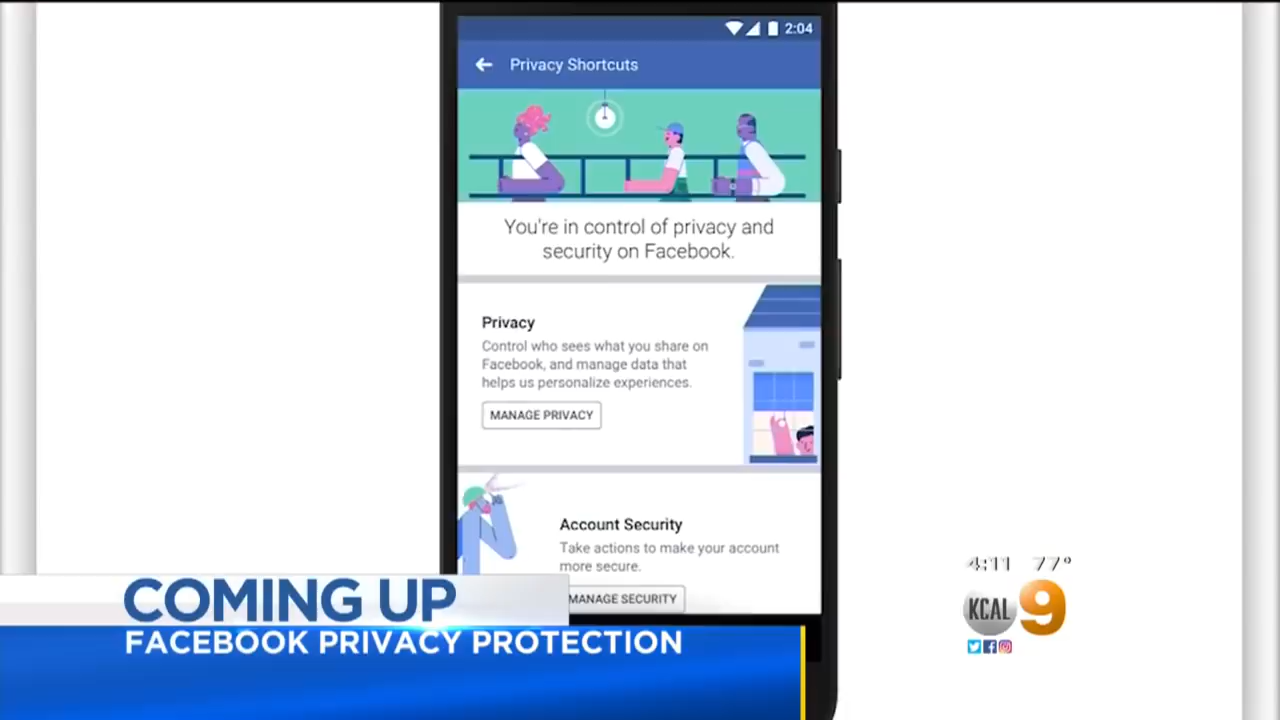 2:04
Privacy Shortcuts
You're in control of privacy and
security on Facebook.
Privacy
Control who sees what you share on
Facebook, and manage data that
helps us personalize experiences.
MANAGE PRIVACY
Account Security
Take actions to make your account
more secure.
MANAGE SECURITY
COMING UP
FACEBOOK PRIVACY PROTECTION
4:11 77°
KCAL 9